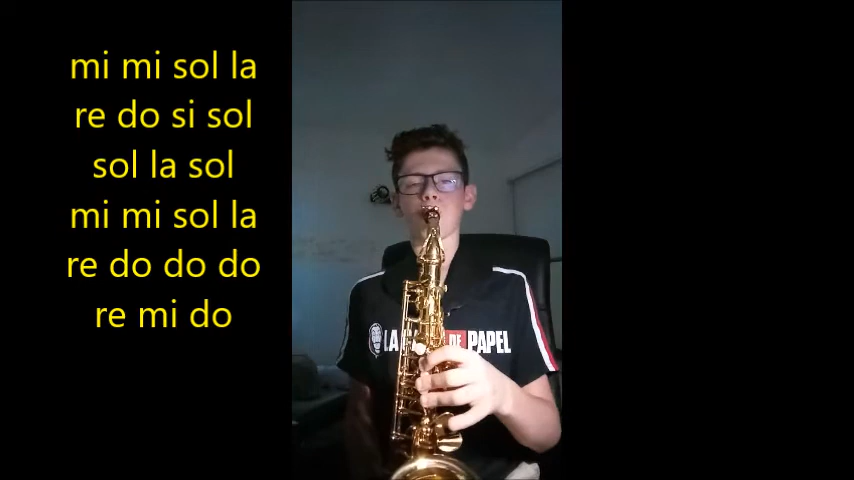 mi mi sol la
re do si sol
sol la sol
mi mi sol la
re do do do
re mi do
LA DE PAPEL